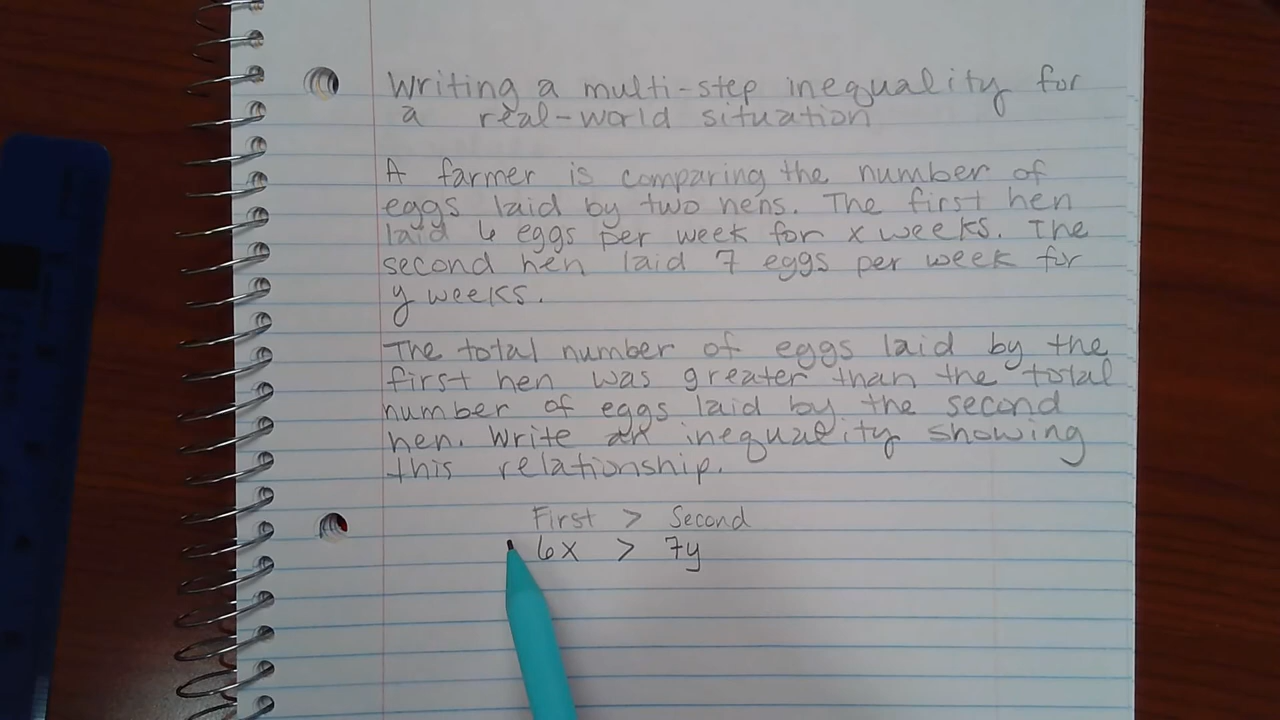 Writing a multi-step inequality for
a real-world situation
A farmer is comparing the number of
eggs laid by two hens. The first hen
laid 6 eggs per week for x weeks. The
second hen laid 7 eggs per week for
y weeks.
The total number of eggs laid by the
first hen was greater than the total
number of eggs laid by the second
hen. Write an inequality showing
this relationship.
First > Second
6x > 7y